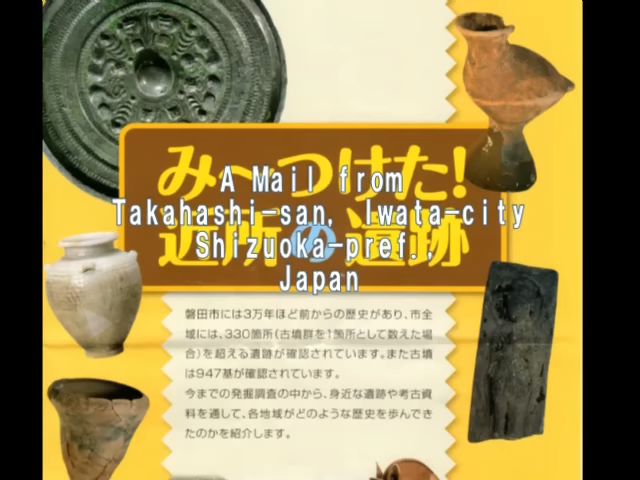 み〜つけた!
近所の遺跡
A Mail from
Takahashi-san, Iwata-city
Shizuoka-pref.,
Japan
磐田市には3万年ほど前からの歴史があり、市全
域には、330箇所(古墳群を1箇所として数えた場
合)を超える遺跡が確認されています。また古墳
は947基が確認されています。
今までの発掘調査の中から、身近な遺跡や考古資
料を通して、各地域がどのような歴史を歩んでき
たのかを紹介します。